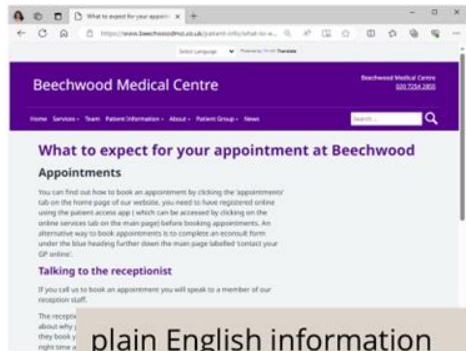 What to expect for your appoint
https://www.beechwoodmc.co.uk/patient-info/what-to-e...
Select Language
Powered by Translate
Beechwood Medical Centre
Beechwood Medical Centre
020 7254 2855
Home Services Team Patient Information About Patient Group News
Search ...
What to expect for your appointment at Beechwood
Appointments
You can find out how to book an appointment by clicking the 'appointments'
tab on the home page of our website, you need to have registered online
using the patient access app ( which can be accessed by clicking on the
online services tab on the main page) before booking appointments. An
alternative way to book appointments is to complete an econsult form
under the blue heading further down the main page labelled 'contact your
GP online'.
Talking to the receptionist
If you call us to book an appointment you will speak to a member of our
reception staff.
The
about why
they book
right time
plain English information